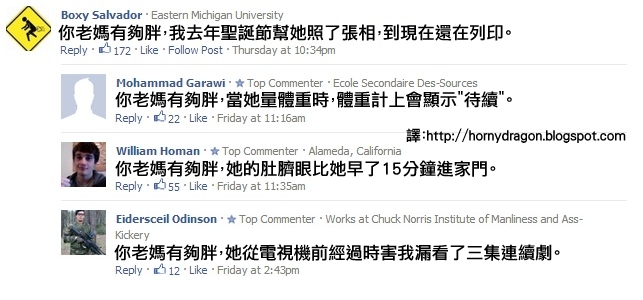 Boxy Salvador · Eastern Michigan University
你老媽有夠胖,我去年聖誕節幫她照了張相,到現在還在列印。
Reply · 172 · Like · Follow Post · Thursday at 10:34pm
Mohammad Garawi · Top Commenter · Ecole Secondaire Des-Sources
你老媽有夠胖,當她量體重時,體重計上會顯示"待續"。
Reply · 22 · Like · Friday at 11:16am
譯:http://hornydragon.blogspot.com
William Homan · Top Commenter · Alameda, California
你老媽有夠胖,她的肚臍眼比她早了15分鐘進家門。
Reply · 55 · Like · Friday at 11:35am
Eidersceil Odinson · Top Commenter · Works at Chuck Norris Institute of Manliness and Ass-
Kickery
你老媽有夠胖,她從電視機前經過時害我漏看了三集連續劇。
Reply · 12 · Like · Friday at 2:43pm